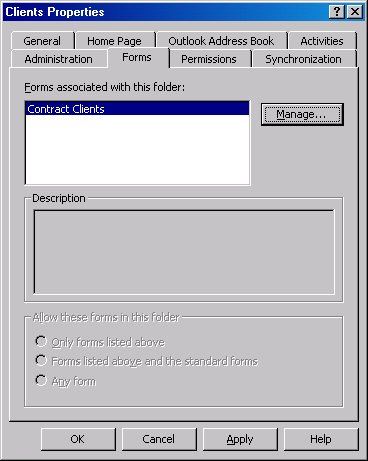 Clients Properties
General Home Page Outlook Address Book Activities
Administration Forms Permissions Synchronization
Forms associated with this folder:
Contract Clients
Manage...
Description
Allow these forms in this folder
Only forms listed above
Forms listed above and the standard forms
Any form
OK Cancel Apply Help